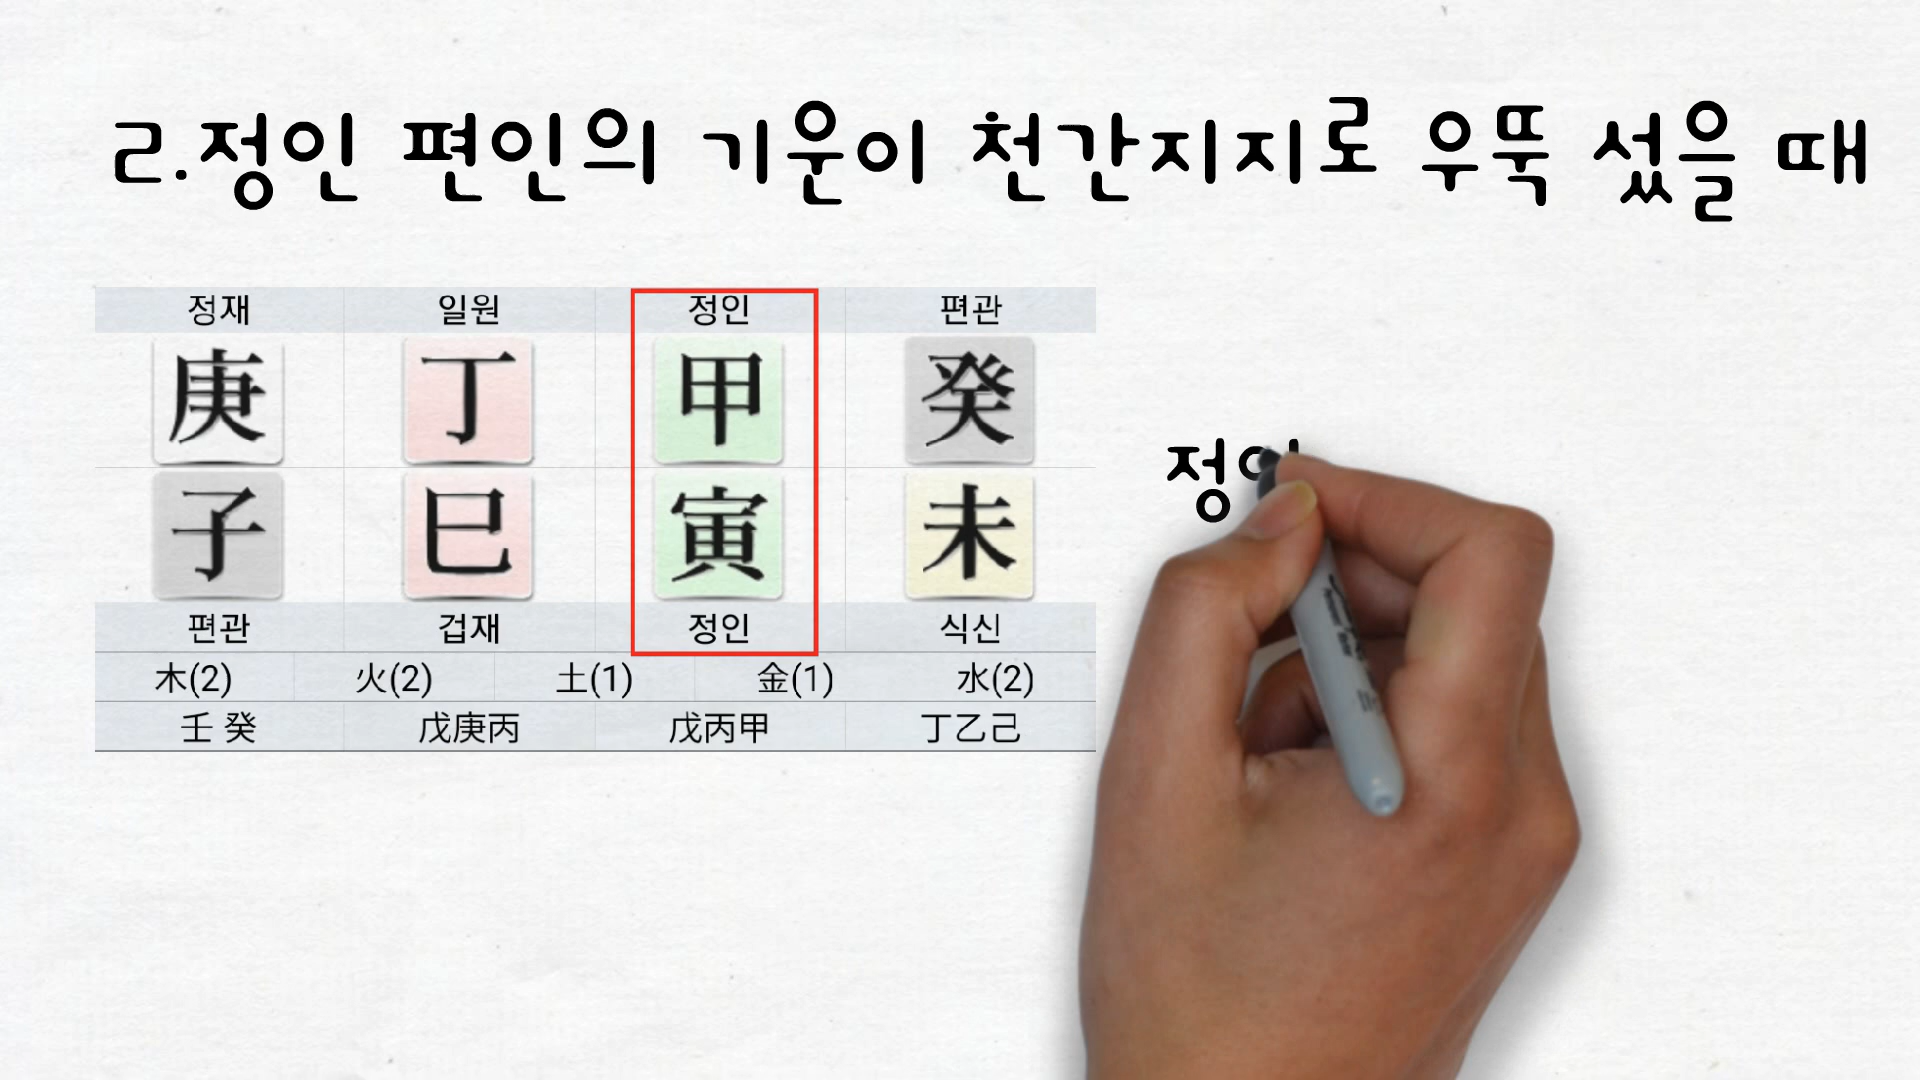 2.정인 편인의 기운이 천간지지로 우뚝 섰을 때
정재 일원 정인 편관
庚 丁 甲 癸
子 巳 寅 未
편관 겁재 정인 식신
木(2) 火(2) 土(1) 金(1) 水(2)
壬 癸 戊庚丙 戊丙甲 丁乙己